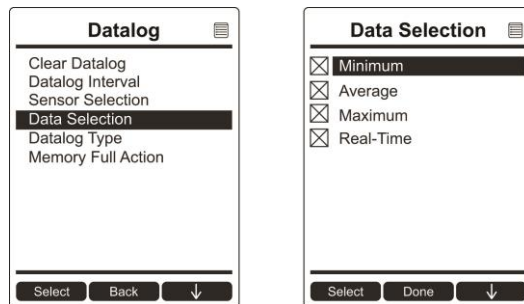 Datalog
Clear Datalog
Datalog Interval
Sensor Selection
Data Selection
Datalog Type
Memory Full Action
Select Back ↓
Data Selection
Minimum
Average
Maximum
Real-Time
Select Done ↓